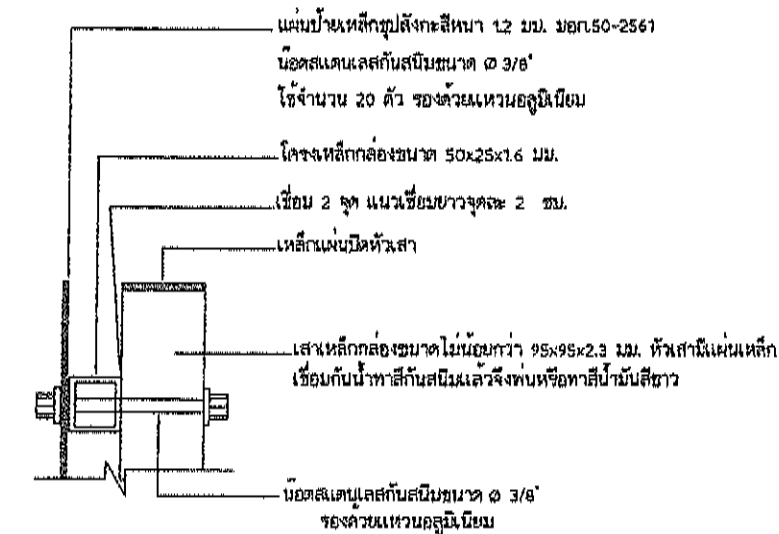 แผ่นป้ายเหล็กชุปสังกะสีหนา 1.2 มม. มอก.50-2561
น๊อตสแตนเลสกันสนิมขนาด Ø 3/8"
ใช้จำนวน 20 ตัว รองด้วยแหวนอลูมิเนียม
โครงเหล็กกล่องขนาด 50x25x1.6 มม.
เชื่อม 2 จุด แนวเชื่อมยาวจุดละ 2 ซม.
เหล็กแผ่นปิดหัวเสา
เสาเหล็กกล่องขนาดไม่น้อยกว่า 95x95x2.3 มม. หัวเสามีแผ่นเหล็ก
เชื่อมกันน้ำทาสีกันสนิมแล้วจึงพ่นหรือทาสีน้ำมันสีขาว
น๊อตสแตนเลสกันสนิมขนาด Ø 3/8"
รองด้วยแหวนอลูมิเนียม